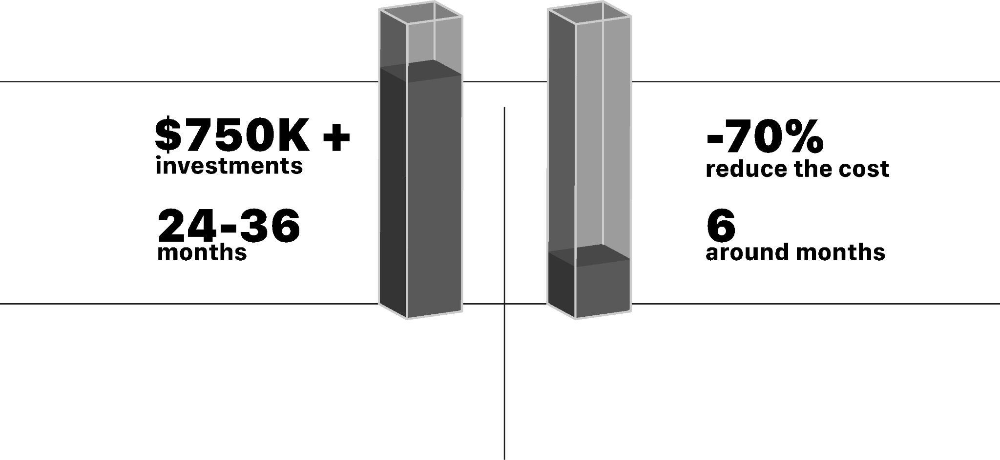 $750K +
investments
24-36
months
-70%
reduce the cost
6
around months